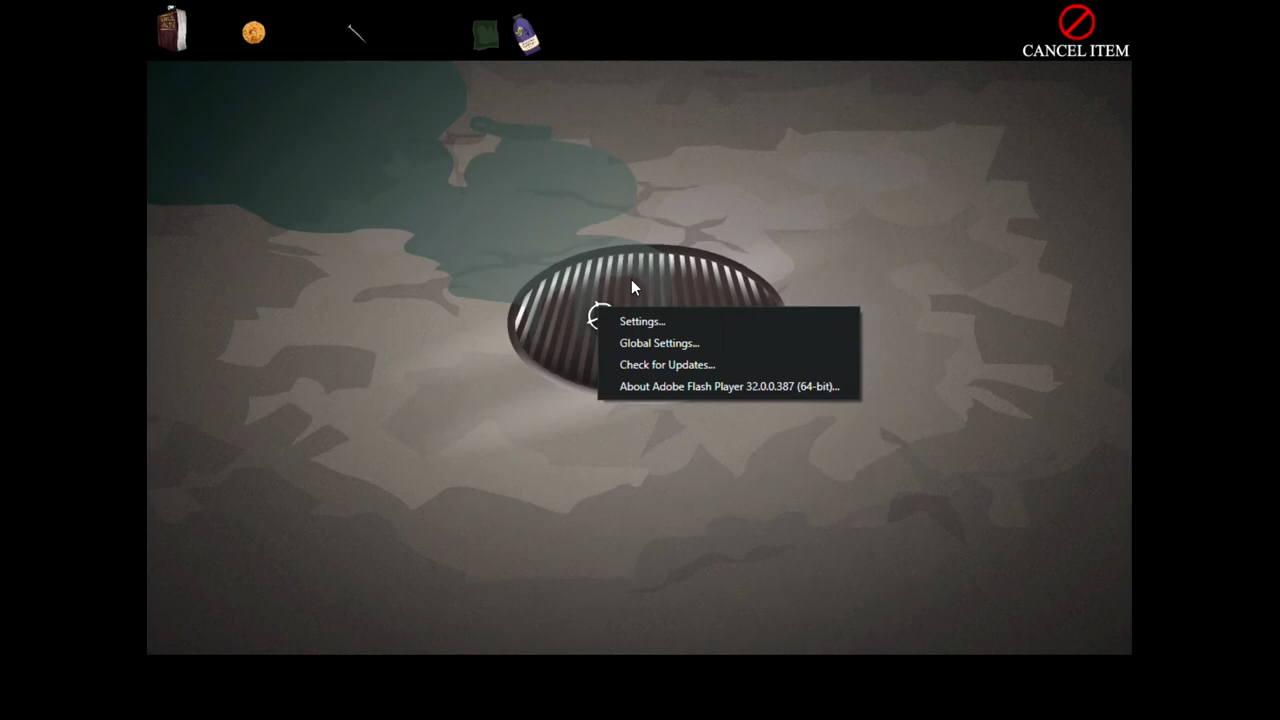 CANCEL ITEM
Settings...
Global Settings...
Check for Updates...
About Adobe Flash Player 32.0.0.387 (64-bit)...